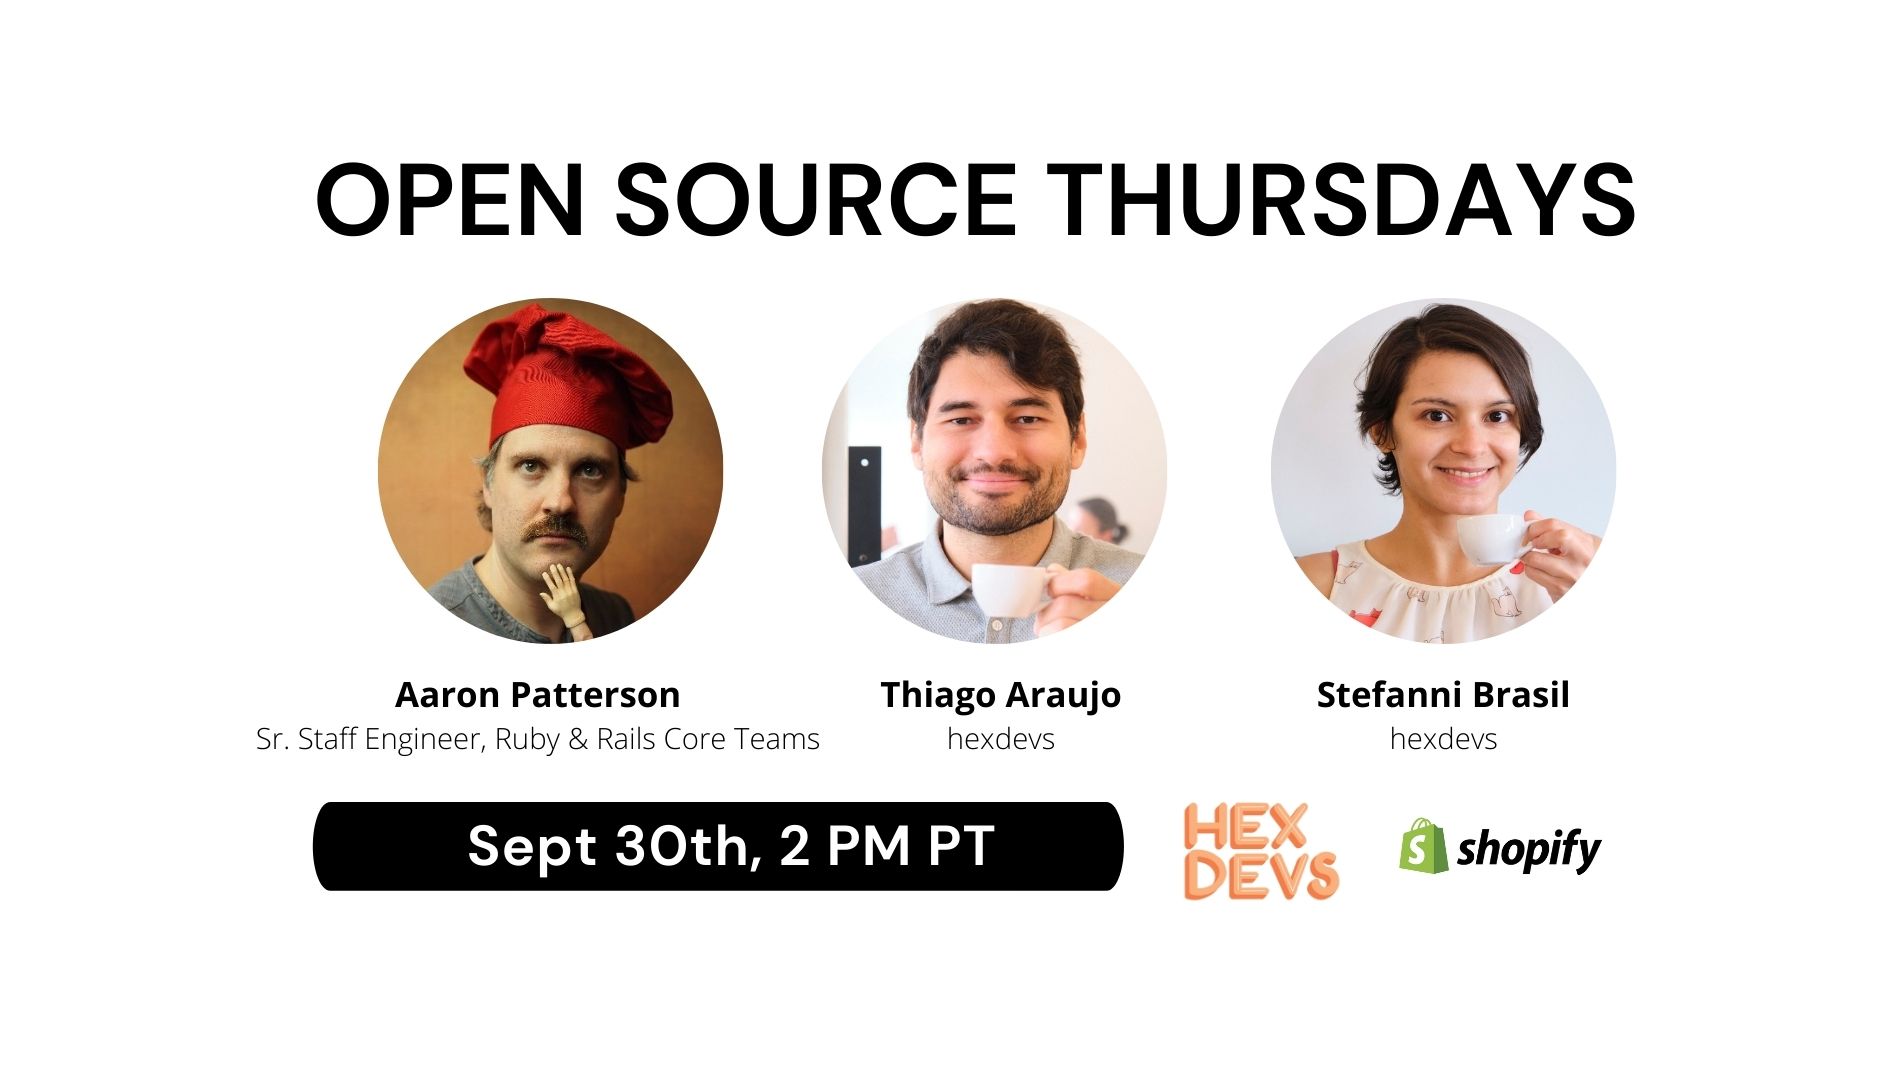 OPEN SOURCE THURSDAYS
Aaron Patterson
Sr. Staff Engineer, Ruby & Rails Core Teams
Thiago Araujo
hexdevs
Stefanni Brasil
hexdevs
Sept 30th, 2 PM PT
HEX
DEVS
S shopify